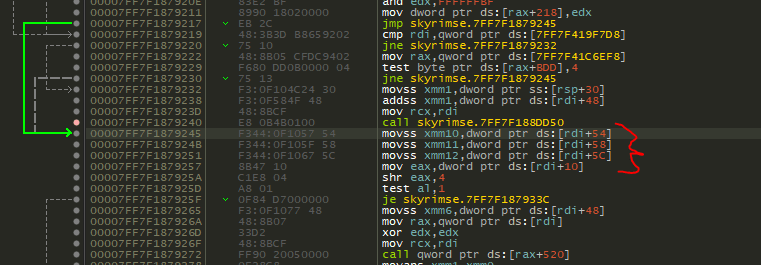 00007FF7F187920E 83E2 BF and edx,FFFFFFBF
00007FF7F1879211 8990 18020000 mov dword ptr ds:[rax+218],edx
00007FF7F1879217 EB 2C jmp skyrimse.7FF7F1879245
00007FF7F1879219 48:3B3D B8659202 cmp rdi,qword ptr ds:[7FF7F419F7D8]
00007FF7F1879220 75 10 jne skyrimse.7FF7F1879232
00007FF7F1879222 48:8B05 CFDC9402 mov rax,qword ptr ds:[7FF7F41C6EF8]
00007FF7F1879229 F680 DD0B0000 04 test byte ptr ds:[rax+BDD],4
00007FF7F1879230 75 13 jne skyrimse.7FF7F1879245
00007FF7F1879232 F3:0F104C24 30 movss xmm1,dword ptr ss:[rsp+30]
00007FF7F1879238 F3:0F584F 48 addss xmm1,dword ptr ds:[rdi+48]
00007FF7F187923D 48:8BCF mov rcx,rdi
00007FF7F1879240 E8 0B4B0100 call skyrimse.7FF7F188DD50
00007FF7F1879245 F344:0F1057 54 movss xmm10,dword ptr ds:[rdi+54]
00007FF7F187924B F344:0F105F 58 movss xmm11,dword ptr ds:[rdi+58]
00007FF7F1879251 F344:0F1067 5C movss xmm12,dword ptr ds:[rdi+5C]
00007FF7F1879257 8B47 10 mov eax,dword ptr ds:[rdi+10]
00007FF7F187925A C1E8 04 shr eax,4
00007FF7F187925D A8 01 test al,1
00007FF7F187925F 0F84 D7000000 je skyrimse.7FF7F187933C
00007FF7F1879265 F3:0F1077 48 movss xmm6,dword ptr ds:[rdi+48]
00007FF7F187926A 48:8B07 mov rax,qword ptr ds:[rdi]
00007FF7F187926D 33D2 xor edx,edx
00007FF7F187926F 48:8BCF mov rcx,rdi
00007FF7F1879272 FF90 20050000 call qword ptr ds:[rax+520]